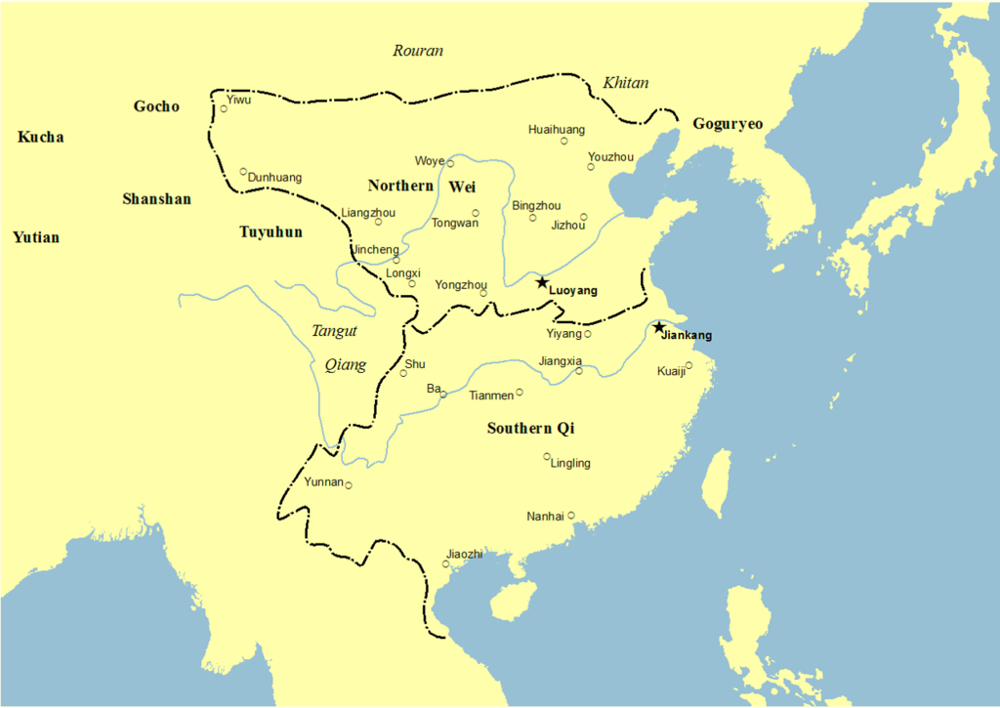 Rouran
Khitan
Yiwu
Gocho
Goguryeo
Huaihuang
Kucha
Youzhou
Woye
Dunhuang
Northern Wei
Shanshan
Bingzhou
Liangzhou
Tongwan
Jizhou
Yutian
Tuyuhun
Jincheng
Longxi
Yongzhou
Luoyang
Tangut
Yiyang
Jiankang
Qiang
Shu
Jiangxia
Kuaiji
Ba
Tianmen
Southern Qi
Lingling
Yunnan
Nanhai
Jiaozhi